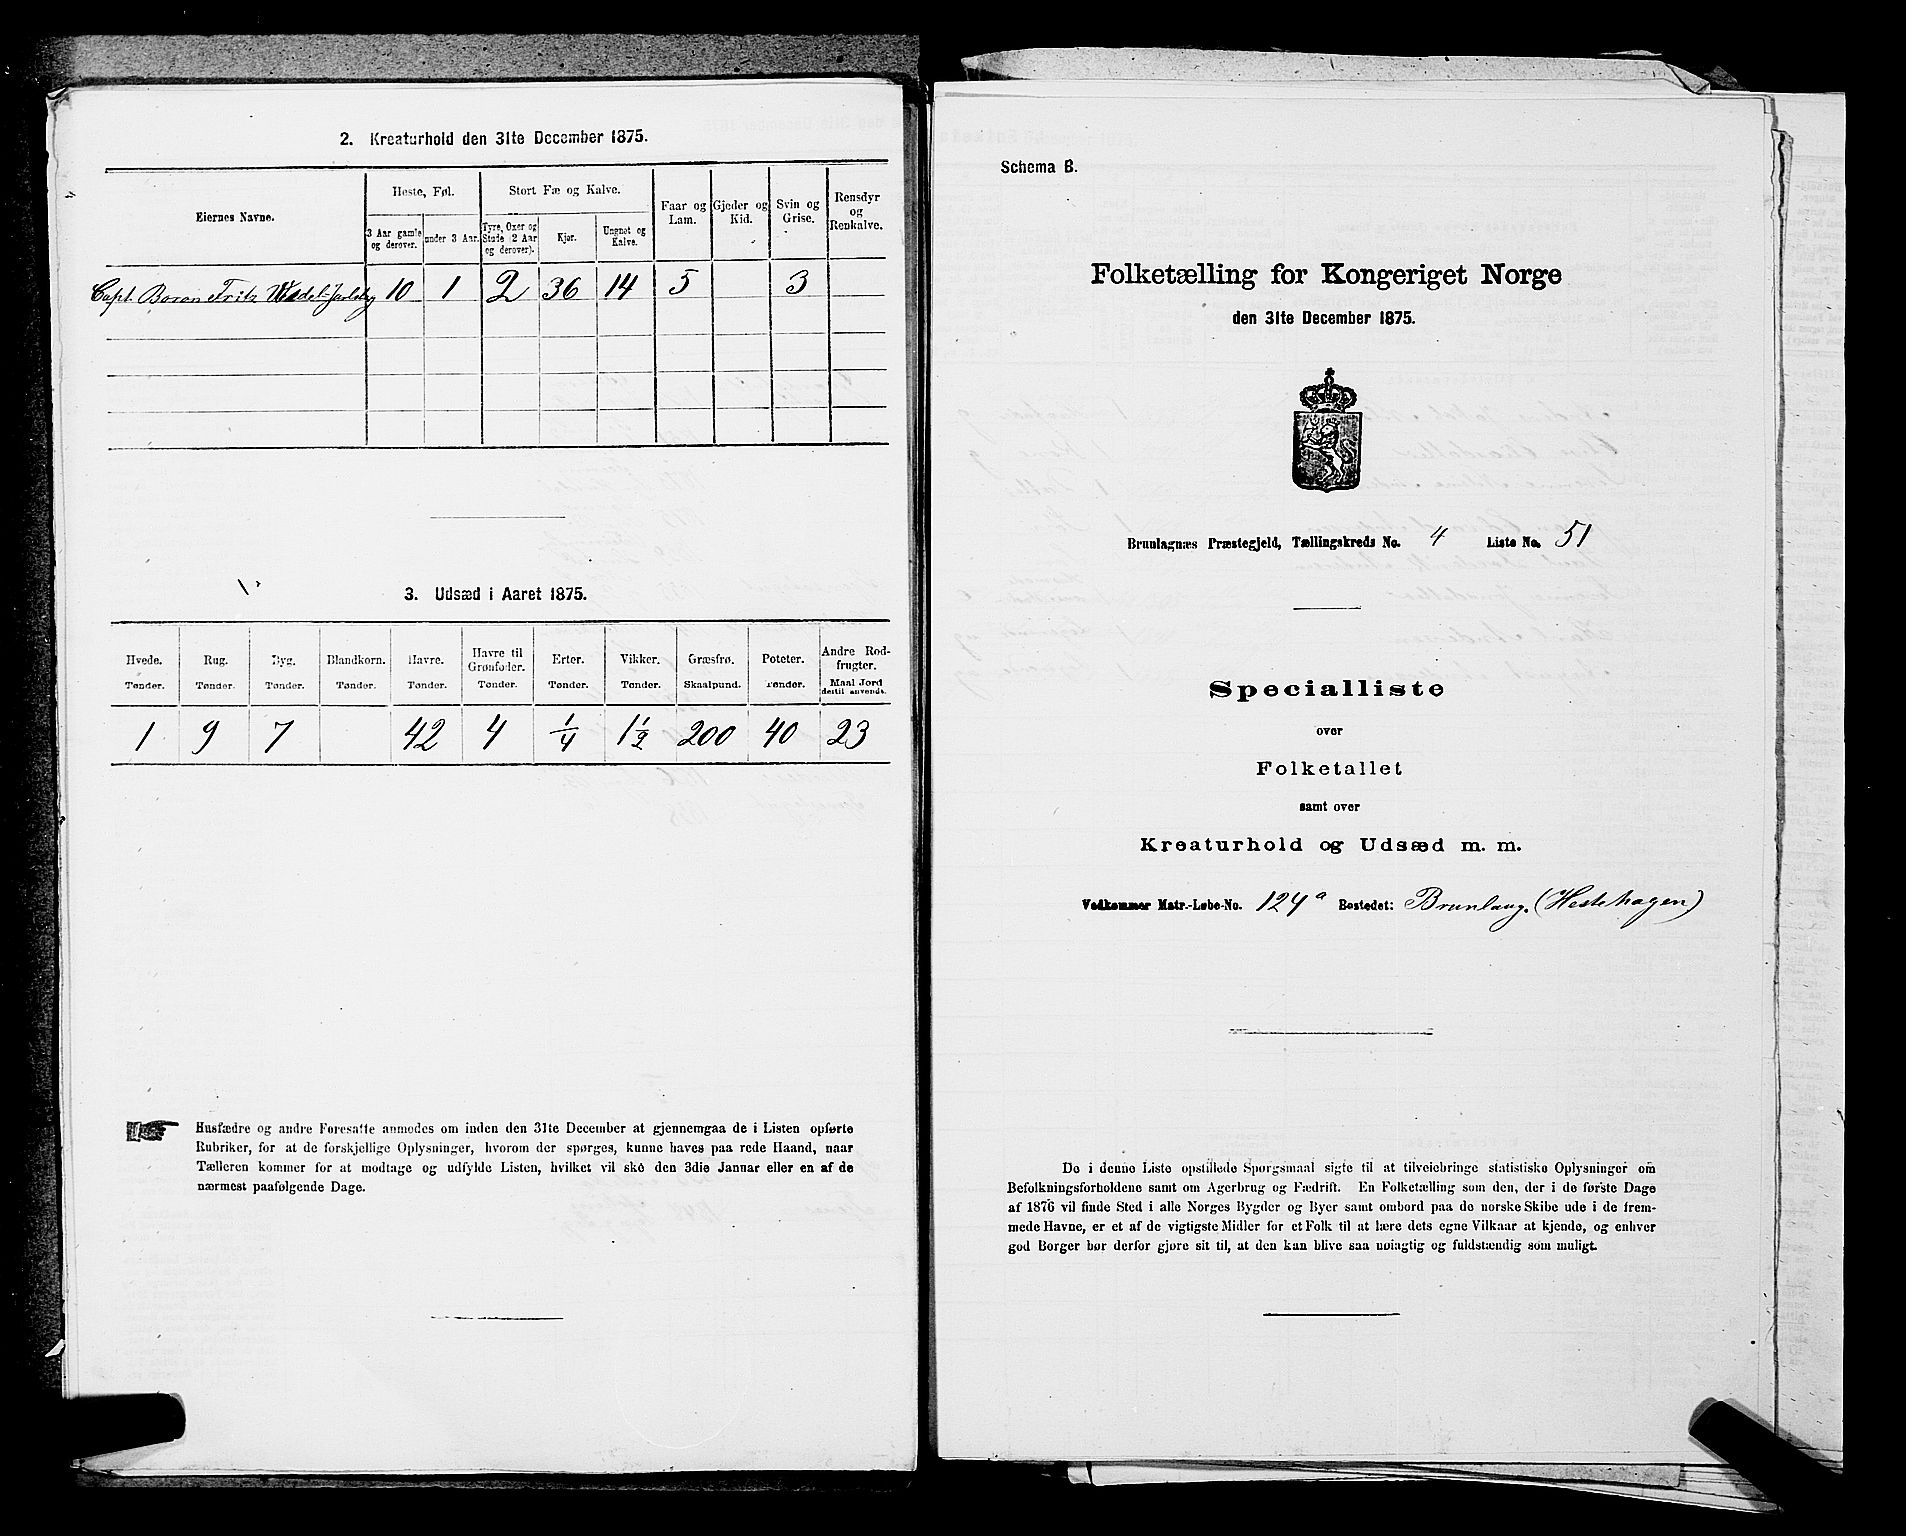 2. Kreaturhold den 31te December 1875.
Eiernes Navne.
Heste, Føl.
Stort Fæ og Kalve.
Faar og Lam.
Gjeder og Kid.
Svin og Grise.
Rensdyr og Renkalve.
3 Aar gamle og derover.
under 3 Aar.
Tyre, Oxer og Stude (2 Aar og derover).
Kjør.
Ungnøt og Kalve.
Capt. Baron Fritz Wedel-Jarlsberg 10 1 2 36 14 5 3
3. Udsæd i Aaret 1875.
Hvede. Rug. Byg. Blandkorn. Havre. Havre til Grønfoder. Erter. Vikker. Græsfrø. Poteter. Andre Rodfrugter.
Tønder. Tønder. Tønder. Tønder. Tønder. Tønder. Tønder. Tønder. Skaalpund. Tønder. Maal Jord dertil anvendt.
1 9 7 42 4 1/4 1 1/2 200 40 23
Husfædre og andre Foresatte anmodes om inden den 31te December at gjennemgaa de i Listen opførte
Rubriker, for at de forskjellige Oplysninger, hvorom der spørges, kunne haves paa rede Haand, naar
Tælleren kommer for at modtage og udfylde Listen, hvilket vil ske den 3die Januar eller en af de
nærmest paafølgende Dage.
Schema B.
Folketælling for Kongeriget Norge
den 31te December 1875.
Brunlagnæs Præstegjeld, Tællingskreds No. 4 Liste No. 51
Specialliste
over
Folketallet
samt over
Kreaturhold og Udsæd m. m.
Vedkommer Matr.-Løbe-No. 124a Bostedet: Brunlaug. (Hestehagen)
De i denne Liste opstillede Spørgsmaal sigte til at tilveiebringe statistiske Oplysninger om
Befolkningsforholdene samt om Agerbrug og Fædrift. En Folketælling som den, der i de første Dage
af 1876 vil finde Sted i alle Norges Bygder og Byer samt ombord paa de norske Skibe ude i de frem-
mede Havne, er et af de vigtigste Midler for et Folk til at lære dets egne Vilkaar at kjende, og enhver
god Borger bør derfor gjøre sit til, at den kan blive saa nøiagtig og fuldstændig som muligt.